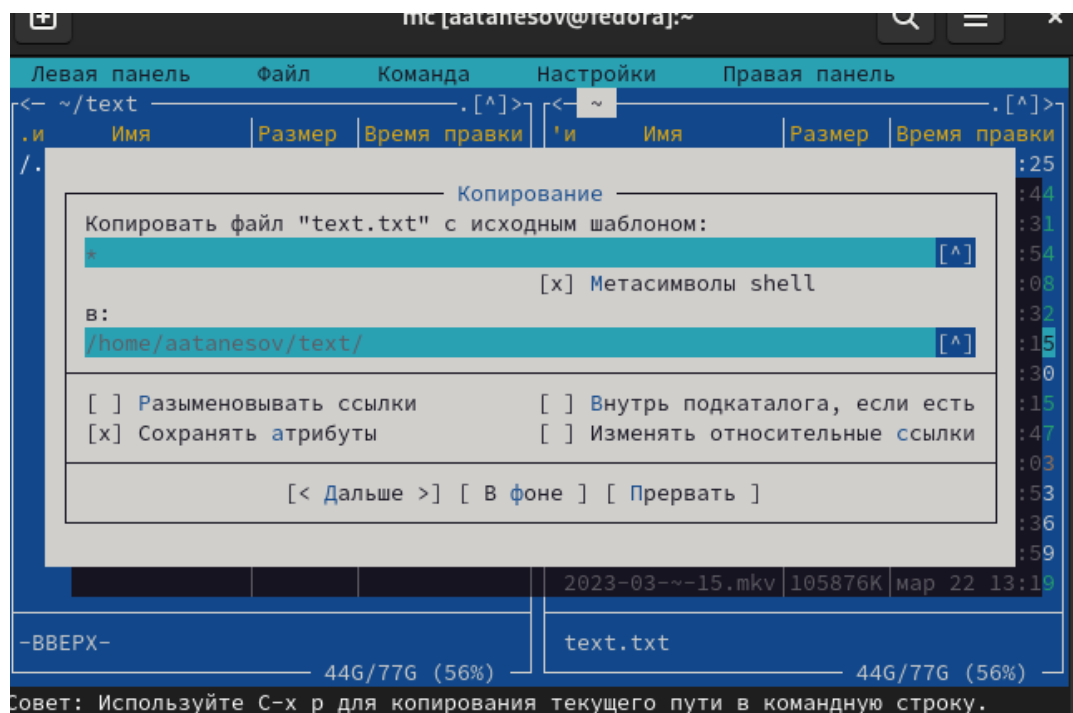 mc [aatanesov@fedora]:~
Левая панель Файл Команда Настройки Правая панель
<- ~/text .[^]> <- ~ .[^]>
.и Имя Размер Время правки 'и Имя Размер Время правки
/. :25
Копирование :44
Копировать файл "text.txt" с исходным шаблоном: :31
* [^] :54
[x] Метасимволы shell :08
в: :32
/home/aatanesov/text/ [^] :15
:30
[ ] Разыменовывать ссылки [ ] Внутрь подкаталога, если есть :15
[x] Сохранять атрибуты [ ] Изменять относительные ссылки :47
:03
[< Дальше >] [ В фоне ] [ Прервать ] :53
:36
:59
2023-03-~-15.mkv 105876K мар 22 13:19
-ВВЕРХ- text.txt
44G/77G (56%) 44G/77G (56%)
Совет: Используйте C-x p для копирования текущего пути в командную строку.